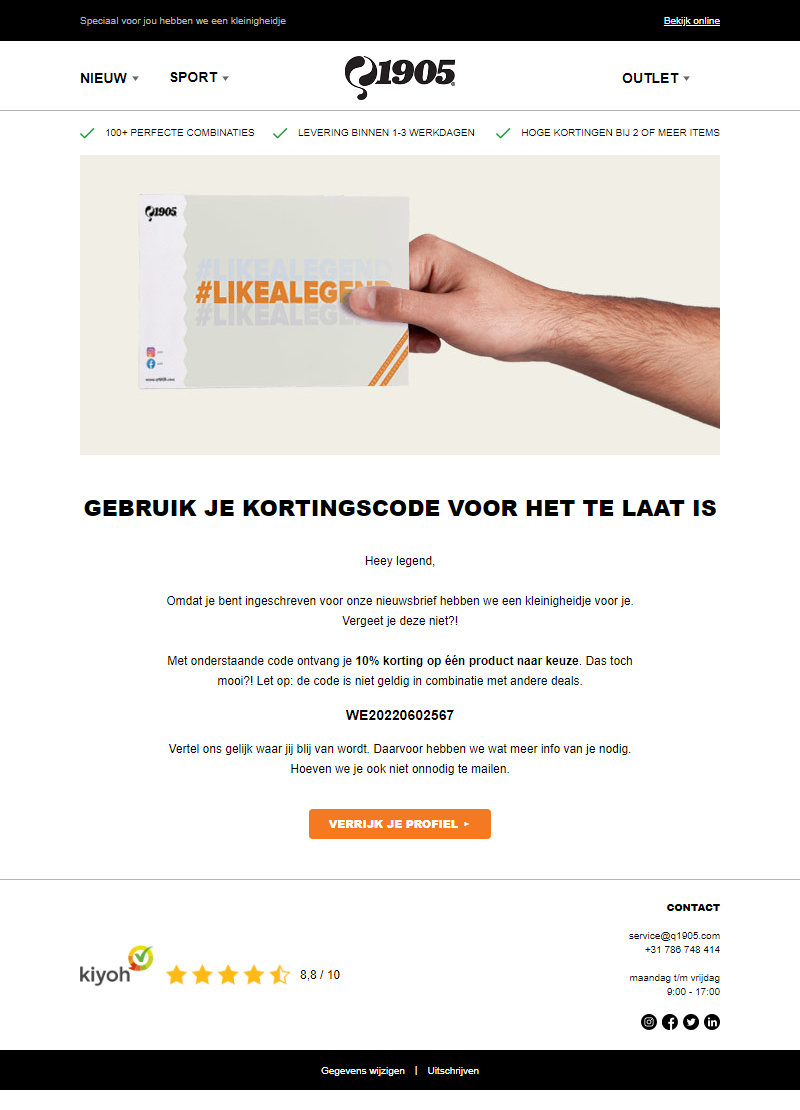 Speciaal voor jou hebben we een kleinigheidje
Bekijk online
NIEUW
SPORT
Q1905
OUTLET
100+ PERFECTE COMBINATIES
LEVERING BINNEN 1-3 WERKDAGEN
HOGE KORTINGEN BIJ 2 OF MEER ITEMS
Q1905
#LIKEALEGEND
#LIKEALEGEND
#LIKEALEGEND
www.q1905.com
GEBRUIK JE KORTINGSCODE VOOR HET TE LAAT IS
Heey legend,
Omdat je bent ingeschreven voor onze nieuwsbrief hebben we een kleinigheidje voor je.
Vergeet je deze niet?!
Met onderstaande code ontvang je 10% korting op één product naar keuze. Das toch
mooi?! Let op: de code is niet geldig in combinatie met andere deals.
WE20220602567
Vertel ons gelijk waar jij blij van wordt. Daarvoor hebben we wat meer info van je nodig.
Hoeven we je ook niet onnodig te mailen.
VERRIJK JE PROFIEL ►
CONTACT
service@q1905.com
+31 786 748 414
maandag t/m vrijdag
9:00 - 17:00
kiyoh
8,8 / 10
Gegevens wijzigen | Uitschrijven